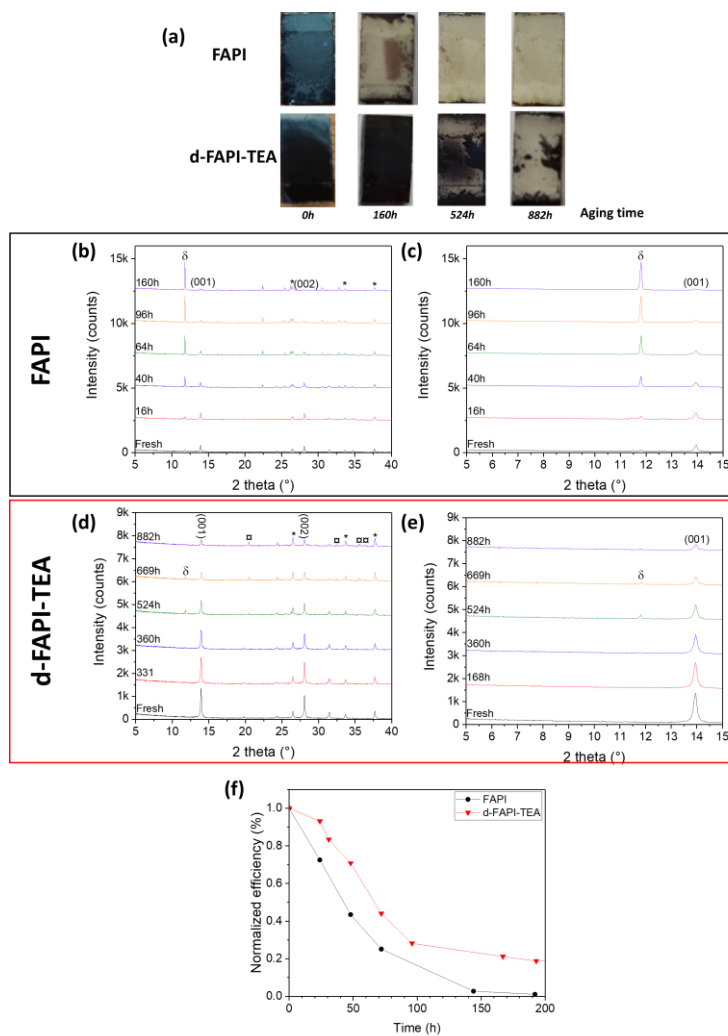 (a)
FAPI
d-FAPI-TEA
0h 160h 524h 882h Aging time
FAPI
(b)
15k
10k
5k
0
Intensity (counts)
δ
(001)
*(002)
*
*
160h
96h
64h
40h
16h
Fresh
5 10 15 20 25 30 35 40
2 theta (°)
(c)
15k
10k
5k
0
Intensity (counts)
δ
(001)
160h
96h
64h
40h
16h
Fresh
5 6 7 8 9 10 11 12 13 14 15
2 theta (°)
d-FAPI-TEA
(d)
9k
8k
7k
6k
5k
4k
3k
2k
1k
0
Intensity (counts)
(001)
¤
*
(002)
¤
*
¤¤
*
882h
δ
669h
524h
360h
331
Fresh
5 10 15 20 25 30 35 40
2 theta (°)
(e)
9k
8k
7k
6k
5k
4k
3k
2k
1k
0
Intensity (counts)
(001)
882h
δ
669h
524h
360h
168h
Fresh
5 6 7 8 9 10 11 12 13 14 15
2 theta (°)
(f)
1.0
0.8
0.6
0.4
0.2
0.0
Normalized efficiency (%)
FAPI
d-FAPI-TEA
0 50 100 150 200
Time (h)